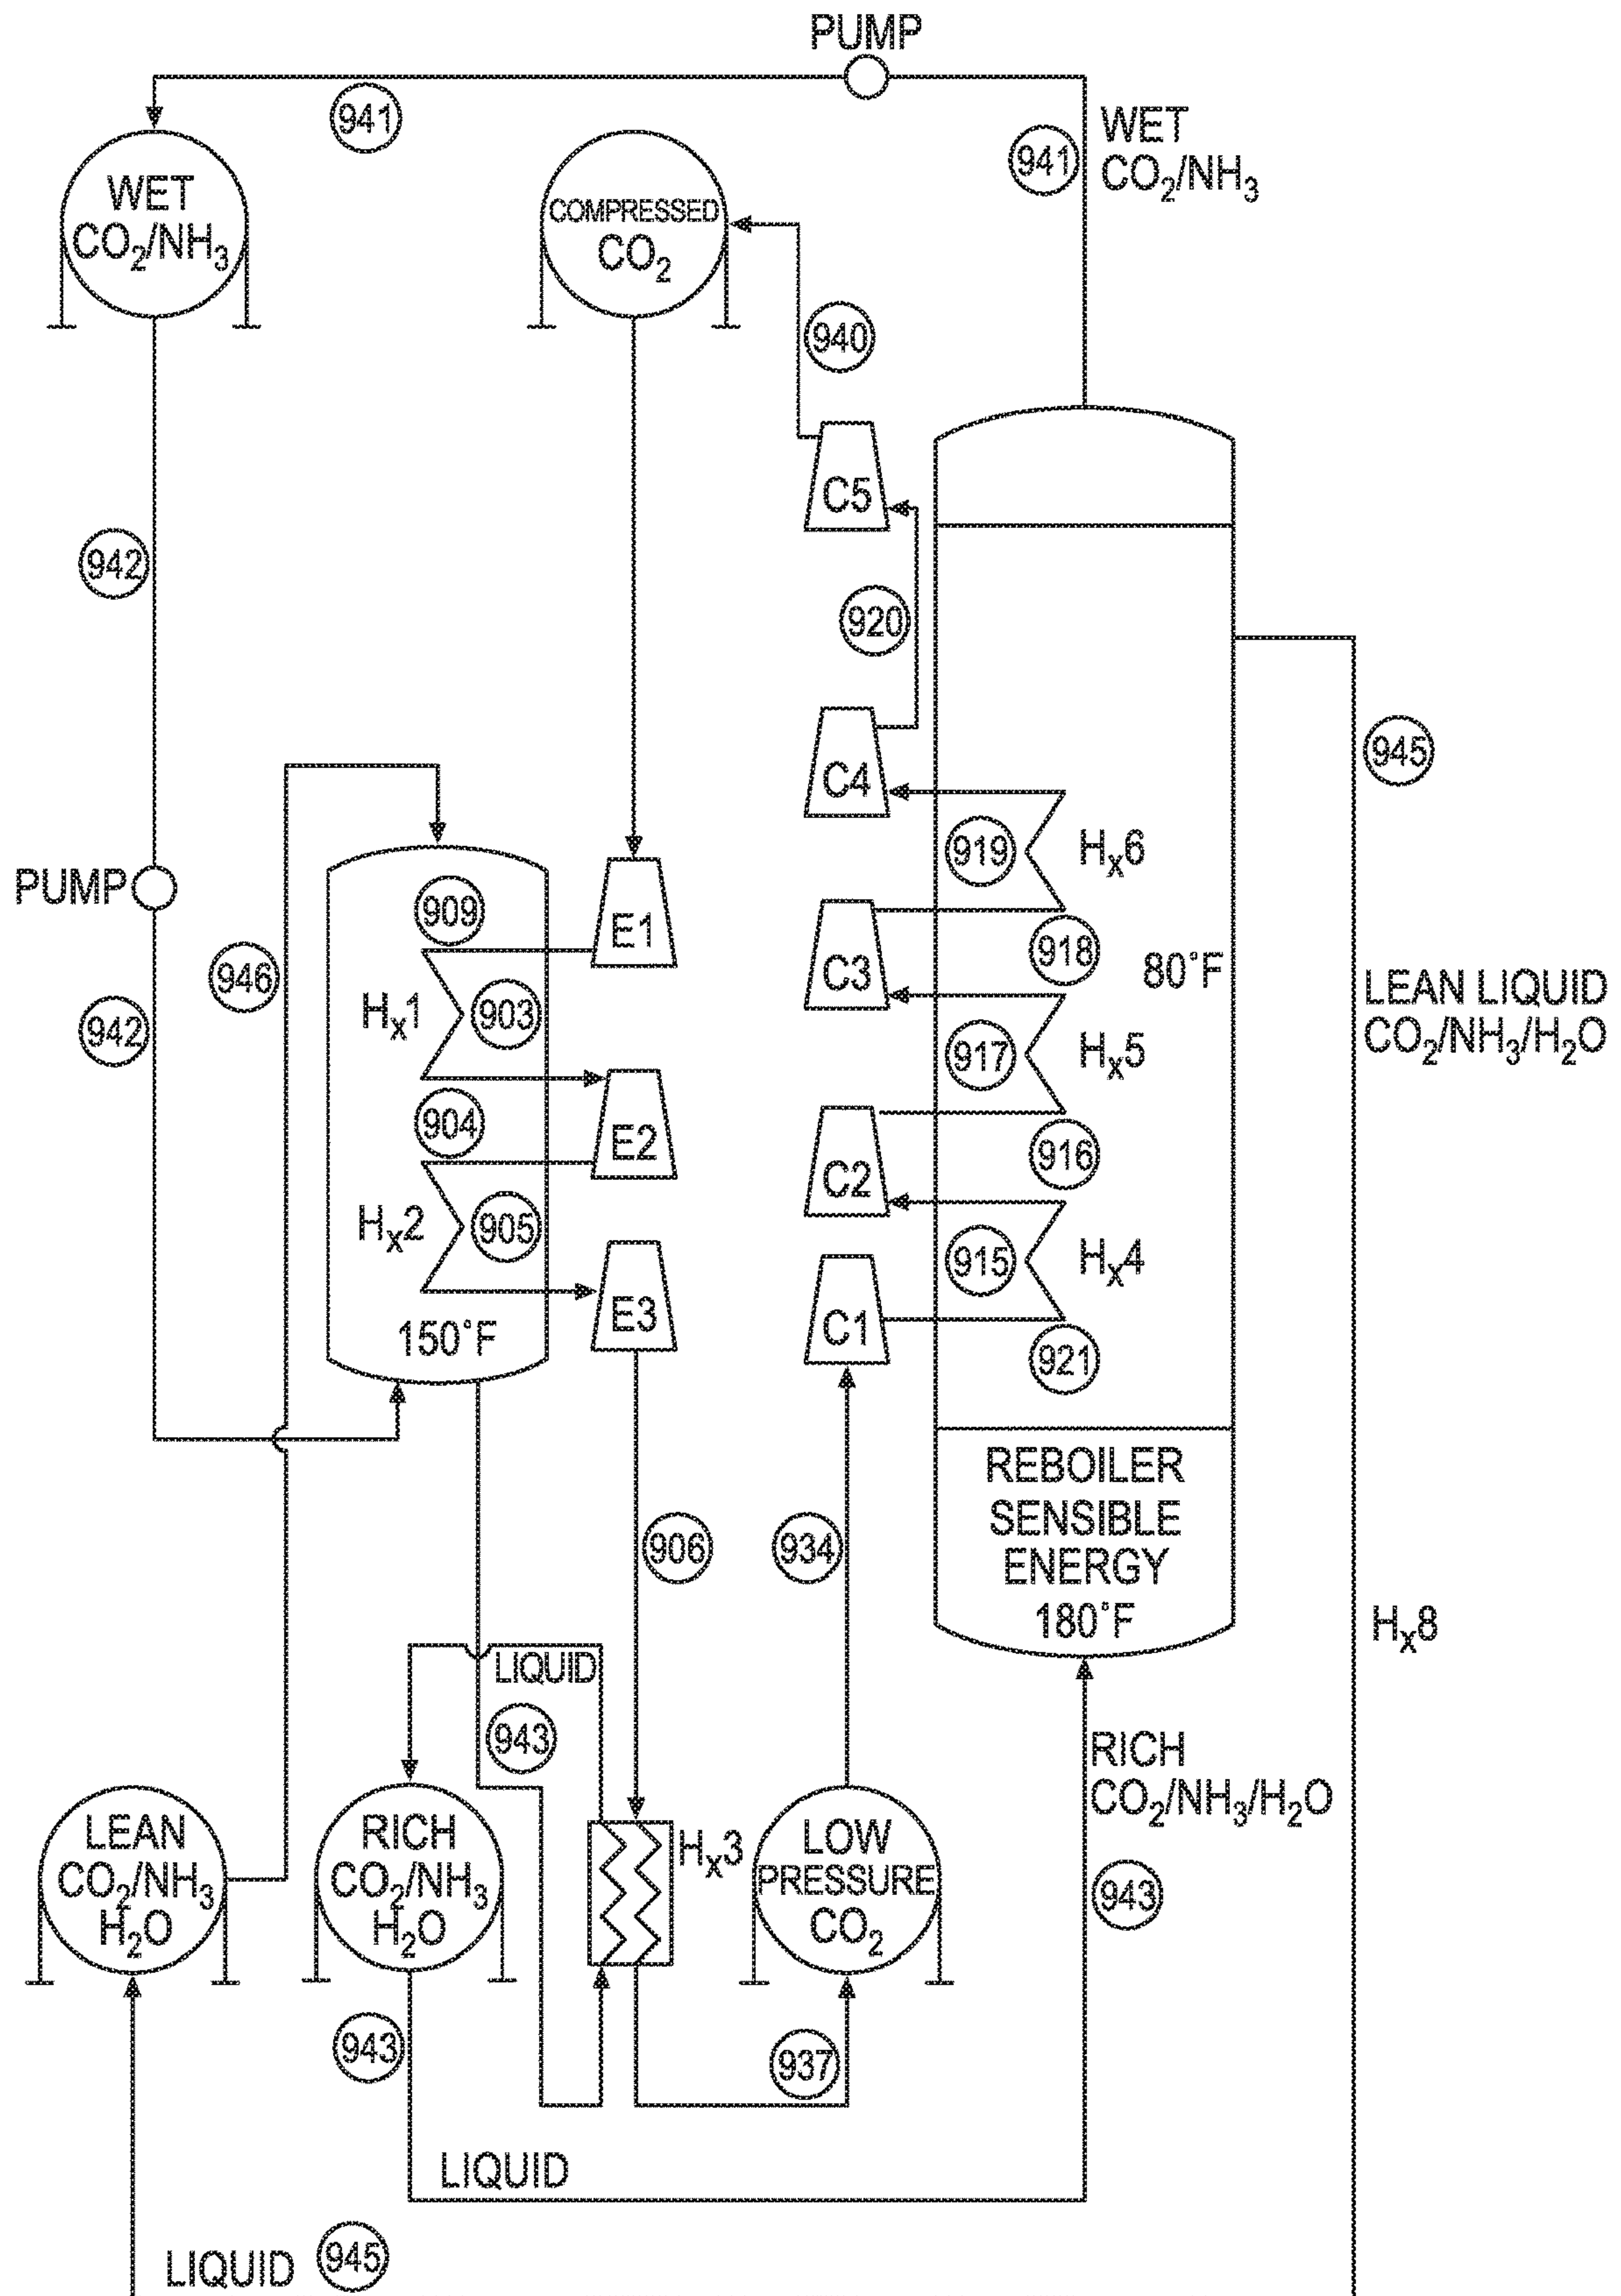 PUMP
941
941
WET
CO₂/NH₃
WET
CO₂/NH₃
COMPRESSED
CO₂
940
C5
942
920
945
C4
PUMP
946
909
E1
919
Hₓ6
918
C3
80°F
LEAN LIQUID
CO₂/NH₃/H₂O
942
Hₓ1
903
917
Hₓ5
904
E2
C2
916
Hₓ2
905
915
Hₓ4
E3
C1
150°F
921
REBOILER
SENSIBLE
ENERGY
180°F
906
934
Hₓ8
LIQUID
943
RICH
CO₂/NH₃/H₂O
LEAN
CO₂/NH₃
H₂O
RICH
CO₂/NH₃
H₂O
Hₓ3
LOW
PRESSURE
CO₂
943
943
937
LIQUID
LIQUID
945